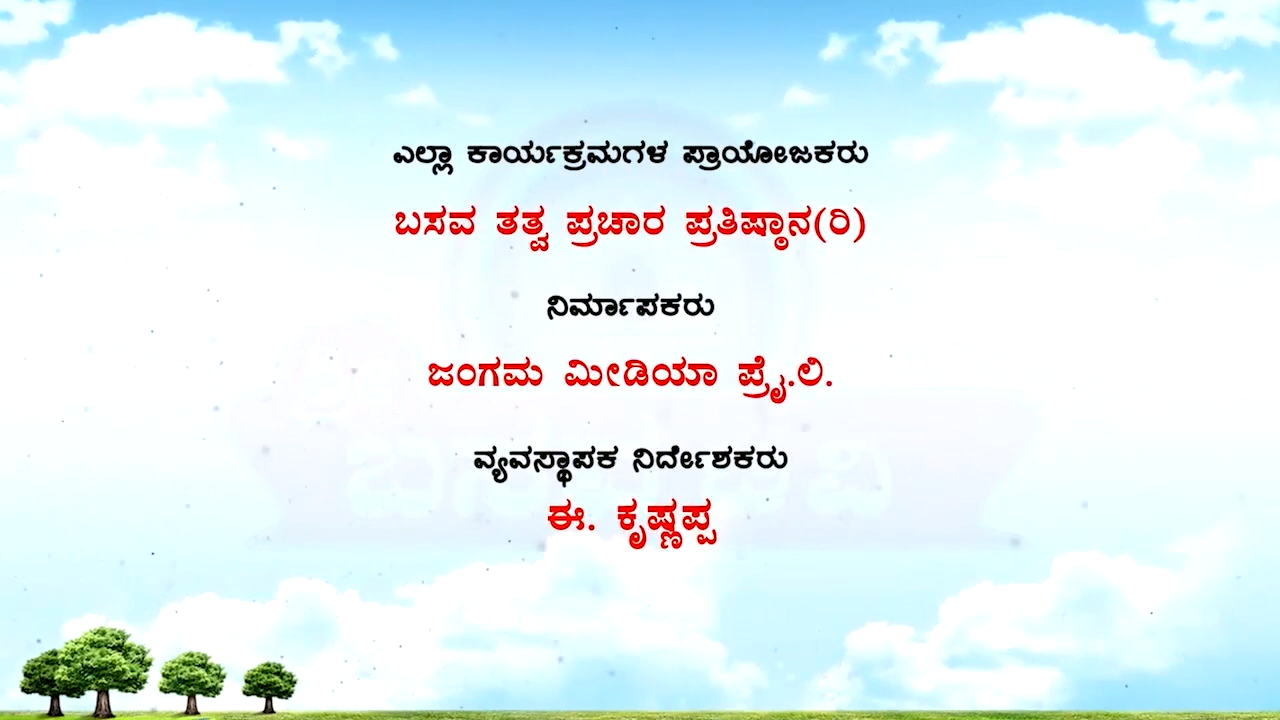 ಎಲ್ಲಾ ಕಾರ್ಯಕ್ರಮಗಳ ಪ್ರಾಯೋಜಕರು
ಬಸವ ತತ್ವ ಪ್ರಚಾರ ಪ್ರತಿಷ್ಠಾನ(ರಿ)
ನಿರ್ಮಾಪಕರು
ಜಂಗಮ ಮೀಡಿಯಾ ಪ್ರೈ.ಲಿ.
ವ್ಯವಸ್ಥಾಪಕ ನಿರ್ದೇಶಕರು
ಈ. ಕೃಷ್ಣಪ್ಪ